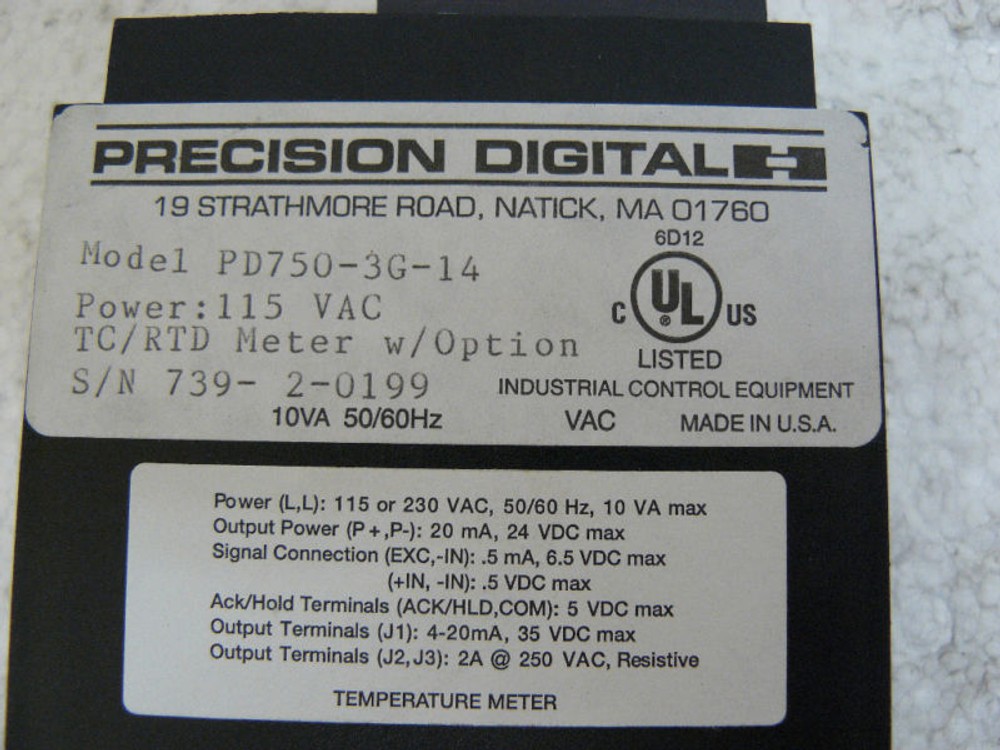 PRECISION DIGITAL
19 STRATHMORE ROAD, NATICK, MA 01760
6D12
Model PD750-3G-14
Power:115 VAC
C UL ® US
TC/RTD Meter w/Option
LISTED
S/N 739- 2-0199
INDUSTRIAL CONTROL EQUIPMENT
10VA 50/60Hz VAC MADE IN U.S.A.
Power (L,L): 115 or 230 VAC, 50/60 Hz, 10 VA max
Output Power (P+,P-): 20 mA, 24 VDC max
Signal Connection (EXC,-IN): .5 mA, 6.5 VDC max
(+IN, -IN): .5 VDC max
Ack/Hold Terminals (ACK/HLD,COM): 5 VDC max
Output Terminals (J1): 4-20mA, 35 VDC max
Output Terminals (J2,J3): 2A @ 250 VAC, Resistive
TEMPERATURE METER